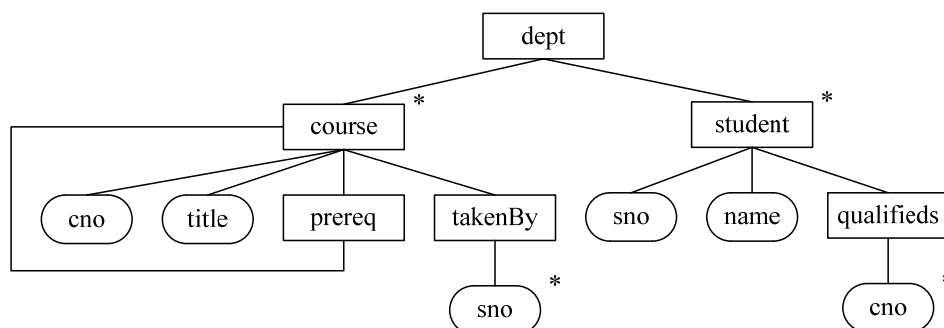 dept
course *
student *
cno
title
prereq
takenBy
sno
name
qualifieds
sno *
cno *